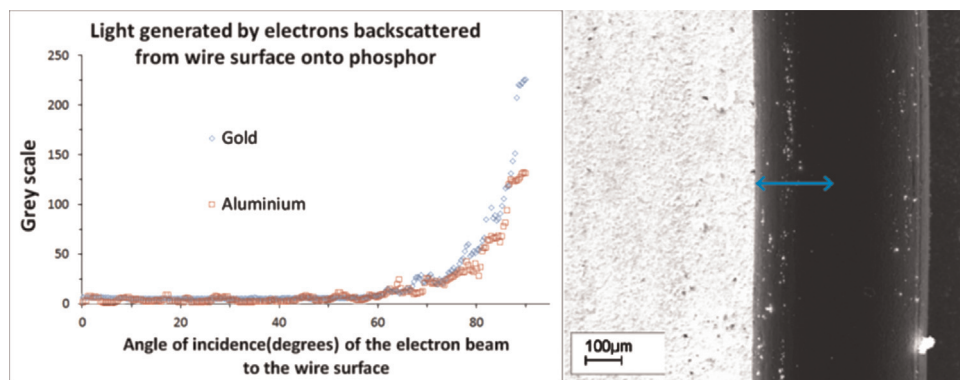 Light generated by electrons backscattered
from wire surface onto phosphor
250
200
150
100
50
0
Gold
Aluminium
Grey scale
0 20 40 60 80
Angle of incidence(degrees) of the electron beam
to the wire surface
100µm